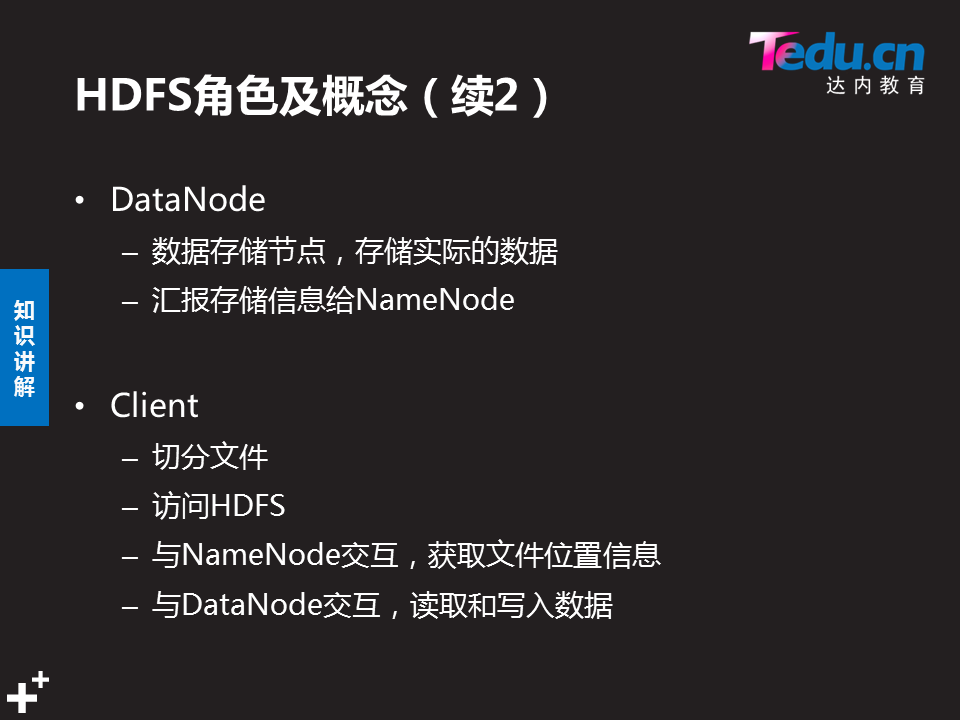 Tedu.cn
达内教育
HDFS角色及概念（续2）
• DataNode
– 数据存储节点，存储实际的数据
– 汇报存储信息给NameNode
知识讲解
• Client
– 切分文件
– 访问HDFS
– 与NameNode交互，获取文件位置信息
– 与DataNode交互，读取和写入数据